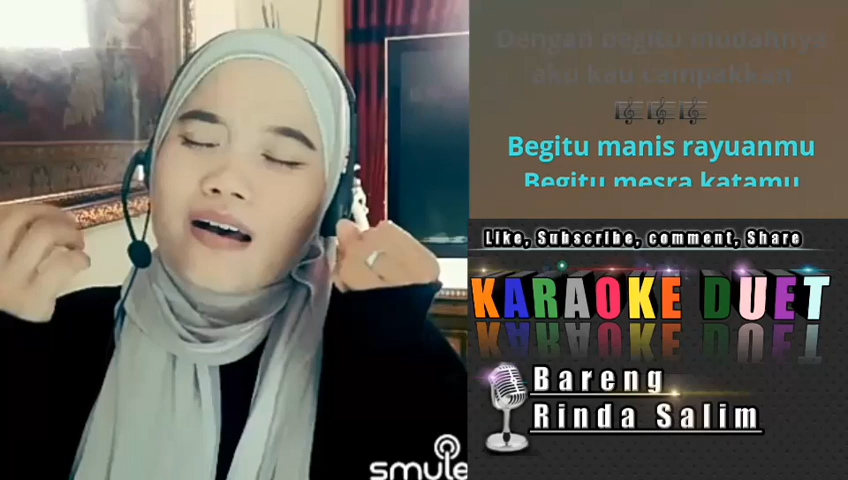 Dengan begitu mudahnya
aku kau campakkan
Begitu manis rayuanmu
Begitu mesra katamu
Like, Subscribe, comment, Share
KARAOKE DUET
Bareng
Rinda Salim
smule